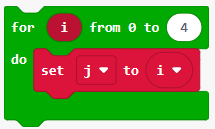 for i from 0 to 4
do
set j to i